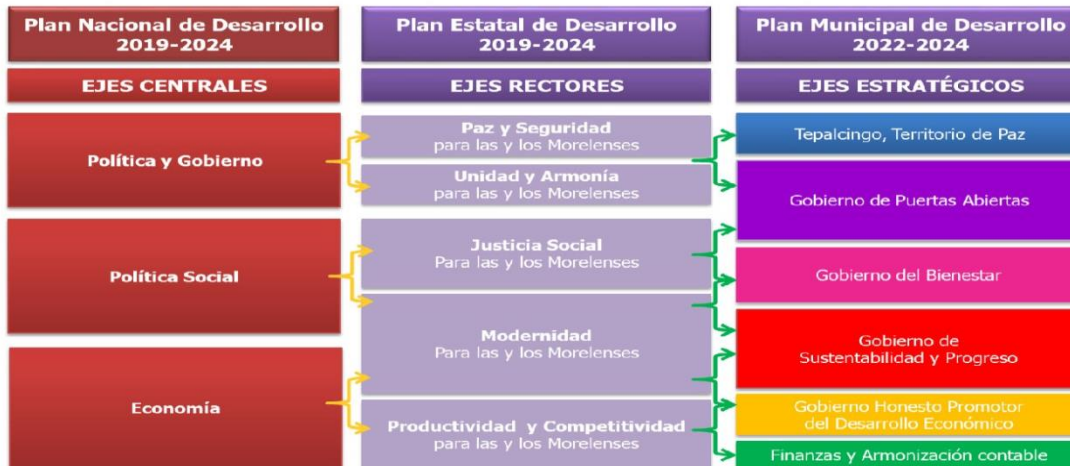 Plan Nacional de Desarrollo
2019-2024
EJES CENTRALES
Política y Gobierno
Política Social
Economía
Plan Estatal de Desarrollo
2019-2024
EJES RECTORES
Paz y Seguridad
para las y los Morelenses
Unidad y Armonía
para las y los Morelenses
Justicia Social
Para las y los Morelenses
Modernidad
Para las y los Morelenses
Productividad y Competitividad
para las y los Morelenses
Plan Municipal de Desarrollo
2022-2024
EJES ESTRATÉGICOS
Tepalcingo, Territorio de Paz
Gobierno de Puertas Abiertas
Gobierno del Bienestar
Gobierno de
Sustentabilidad y Progreso
Gobierno Honesto Promotor
del Desarrollo Económico
Finanzas y Armonización contable